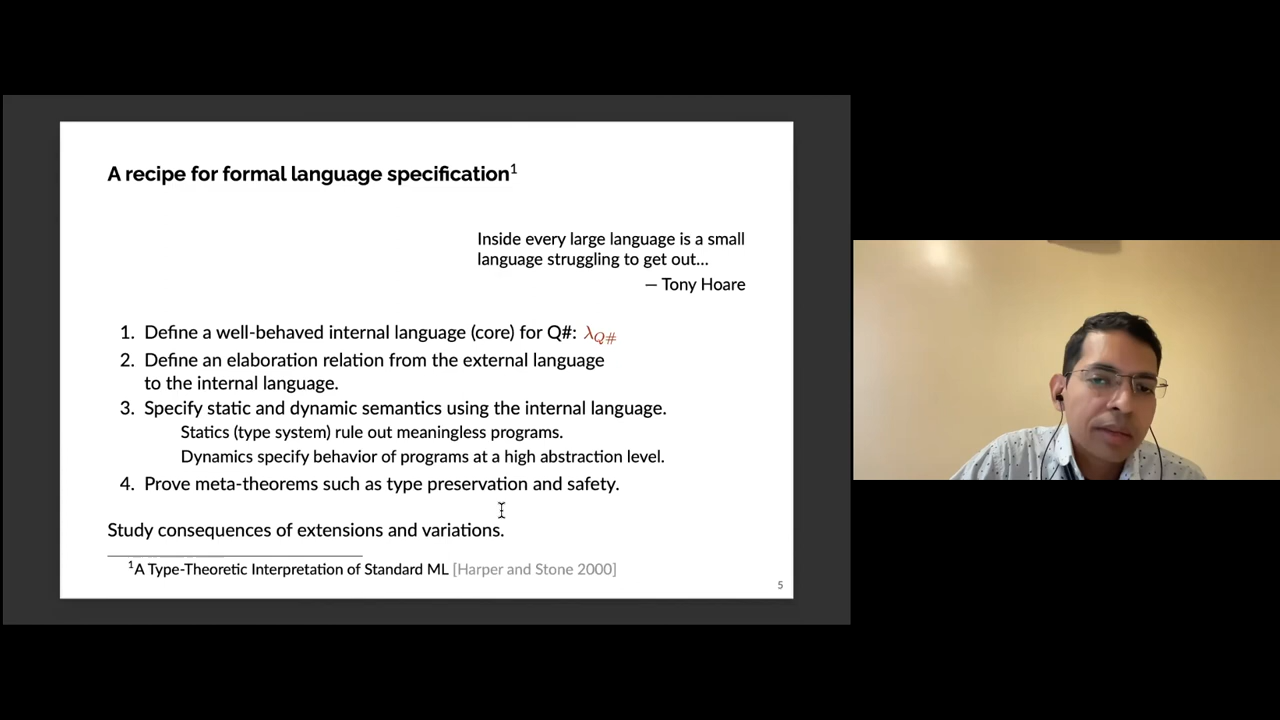 A recipe for formal language specification¹
Inside every large language is a small
language struggling to get out...
— Tony Hoare
1. Define a well-behaved internal language (core) for Q#: λQ#
2. Define an elaboration relation from the external language
to the internal language.
3. Specify static and dynamic semantics using the internal language.
Statics (type system) rule out meaningless programs.
Dynamics specify behavior of programs at a high abstraction level.
4. Prove meta-theorems such as type preservation and safety.
Study consequences of extensions and variations.
¹A Type-Theoretic Interpretation of Standard ML [Harper and Stone 2000]
5